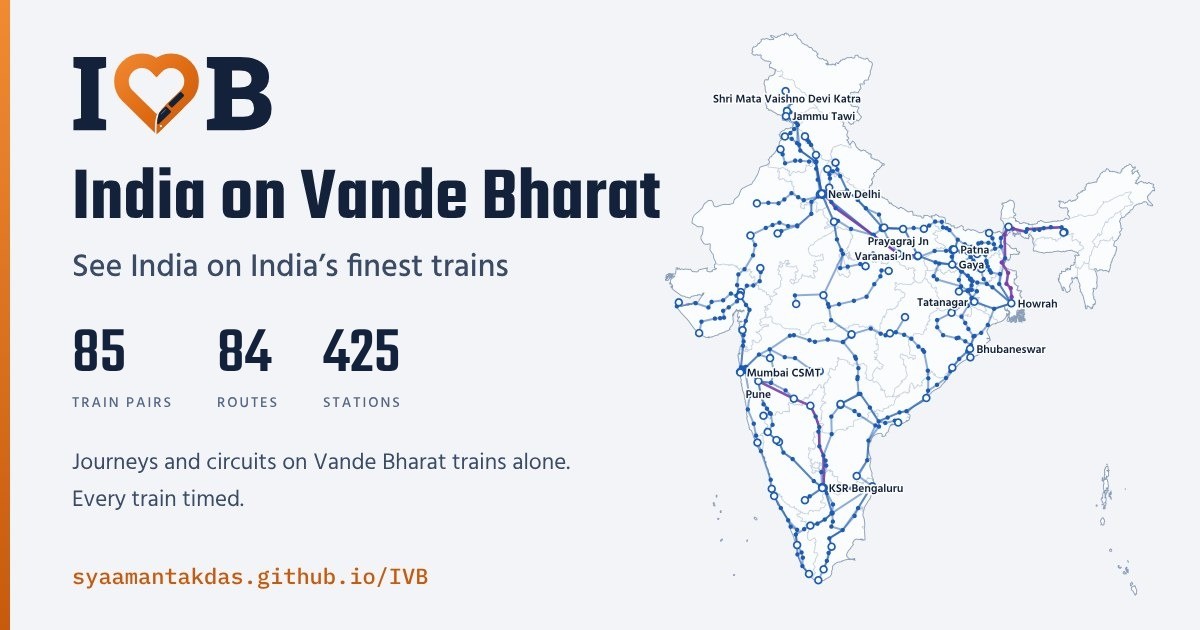 I B
India on Vande Bharat
See India on India’s finest trains
85 84 425
TRAIN PAIRS ROUTES STATIONS
Journeys and circuits on Vande Bharat trains alone.
Every train timed.
syaamantakdas.github.io/IVB
Shri Mata Vaishno Devi Katra
Jammu Tawi
New Delhi
Prayagraj Jn
Patna
Varanasi Jn
Gaya
Tatanagar
Howrah
Bhubaneswar
Mumbai CSMT
Pune
KSR Bengaluru